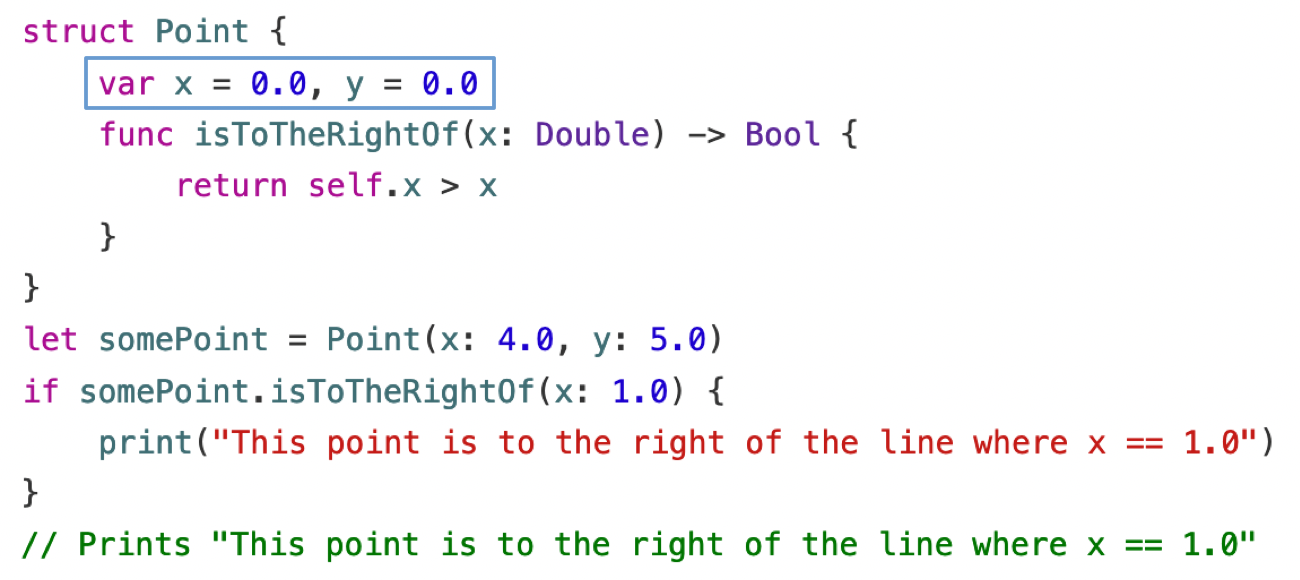 struct Point {
    var x = 0.0, y = 0.0
    func isToTheRightOf(x: Double) -> Bool {
        return self.x > x
    }
}
let somePoint = Point(x: 4.0, y: 5.0)
if somePoint.isToTheRightOf(x: 1.0) {
    print("This point is to the right of the line where x == 1.0")
}
// Prints "This point is to the right of the line where x == 1.0"